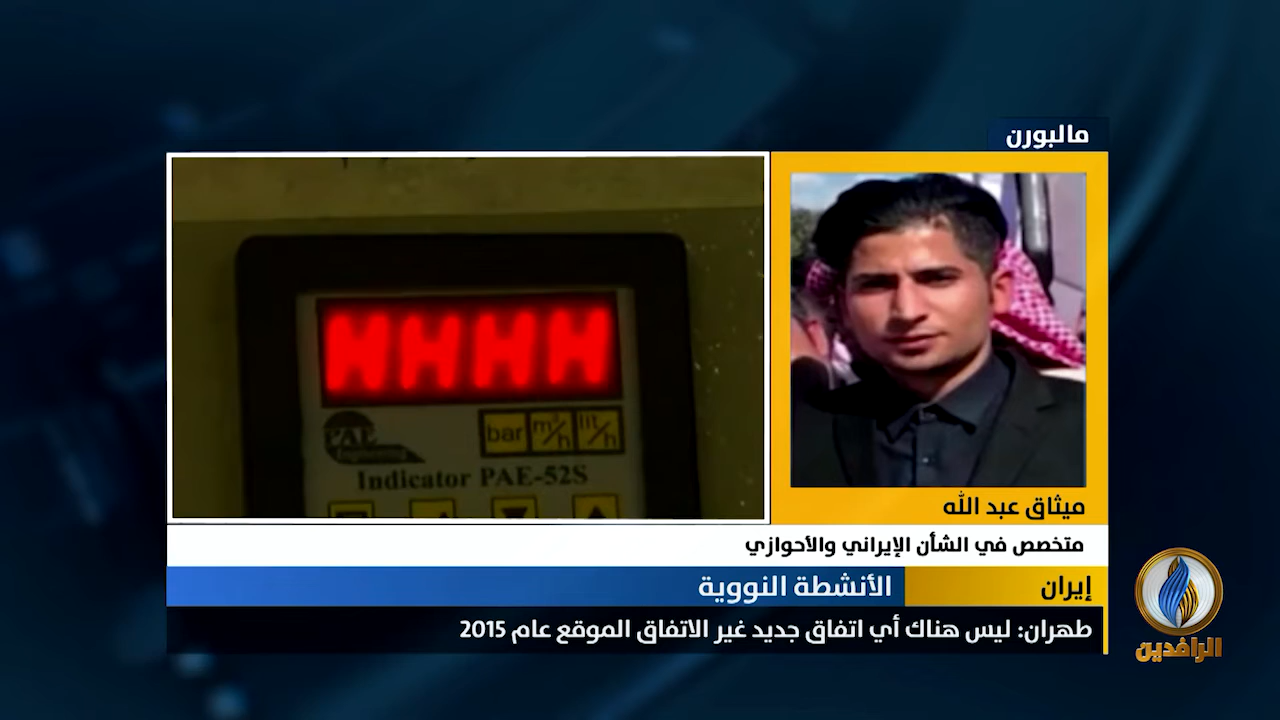 مالبورن
HHHH
PAE
Engineering
bar m³/h lit/h
Indicator PAE-52S
ميثاق عبد الله
متخصص في الشأن الإيراني والأحوازي
إيران
الأنشطة النووية
طهران: ليس هناك أي اتفاق جديد غير الاتفاق الموقع عام 2015
الرافدين